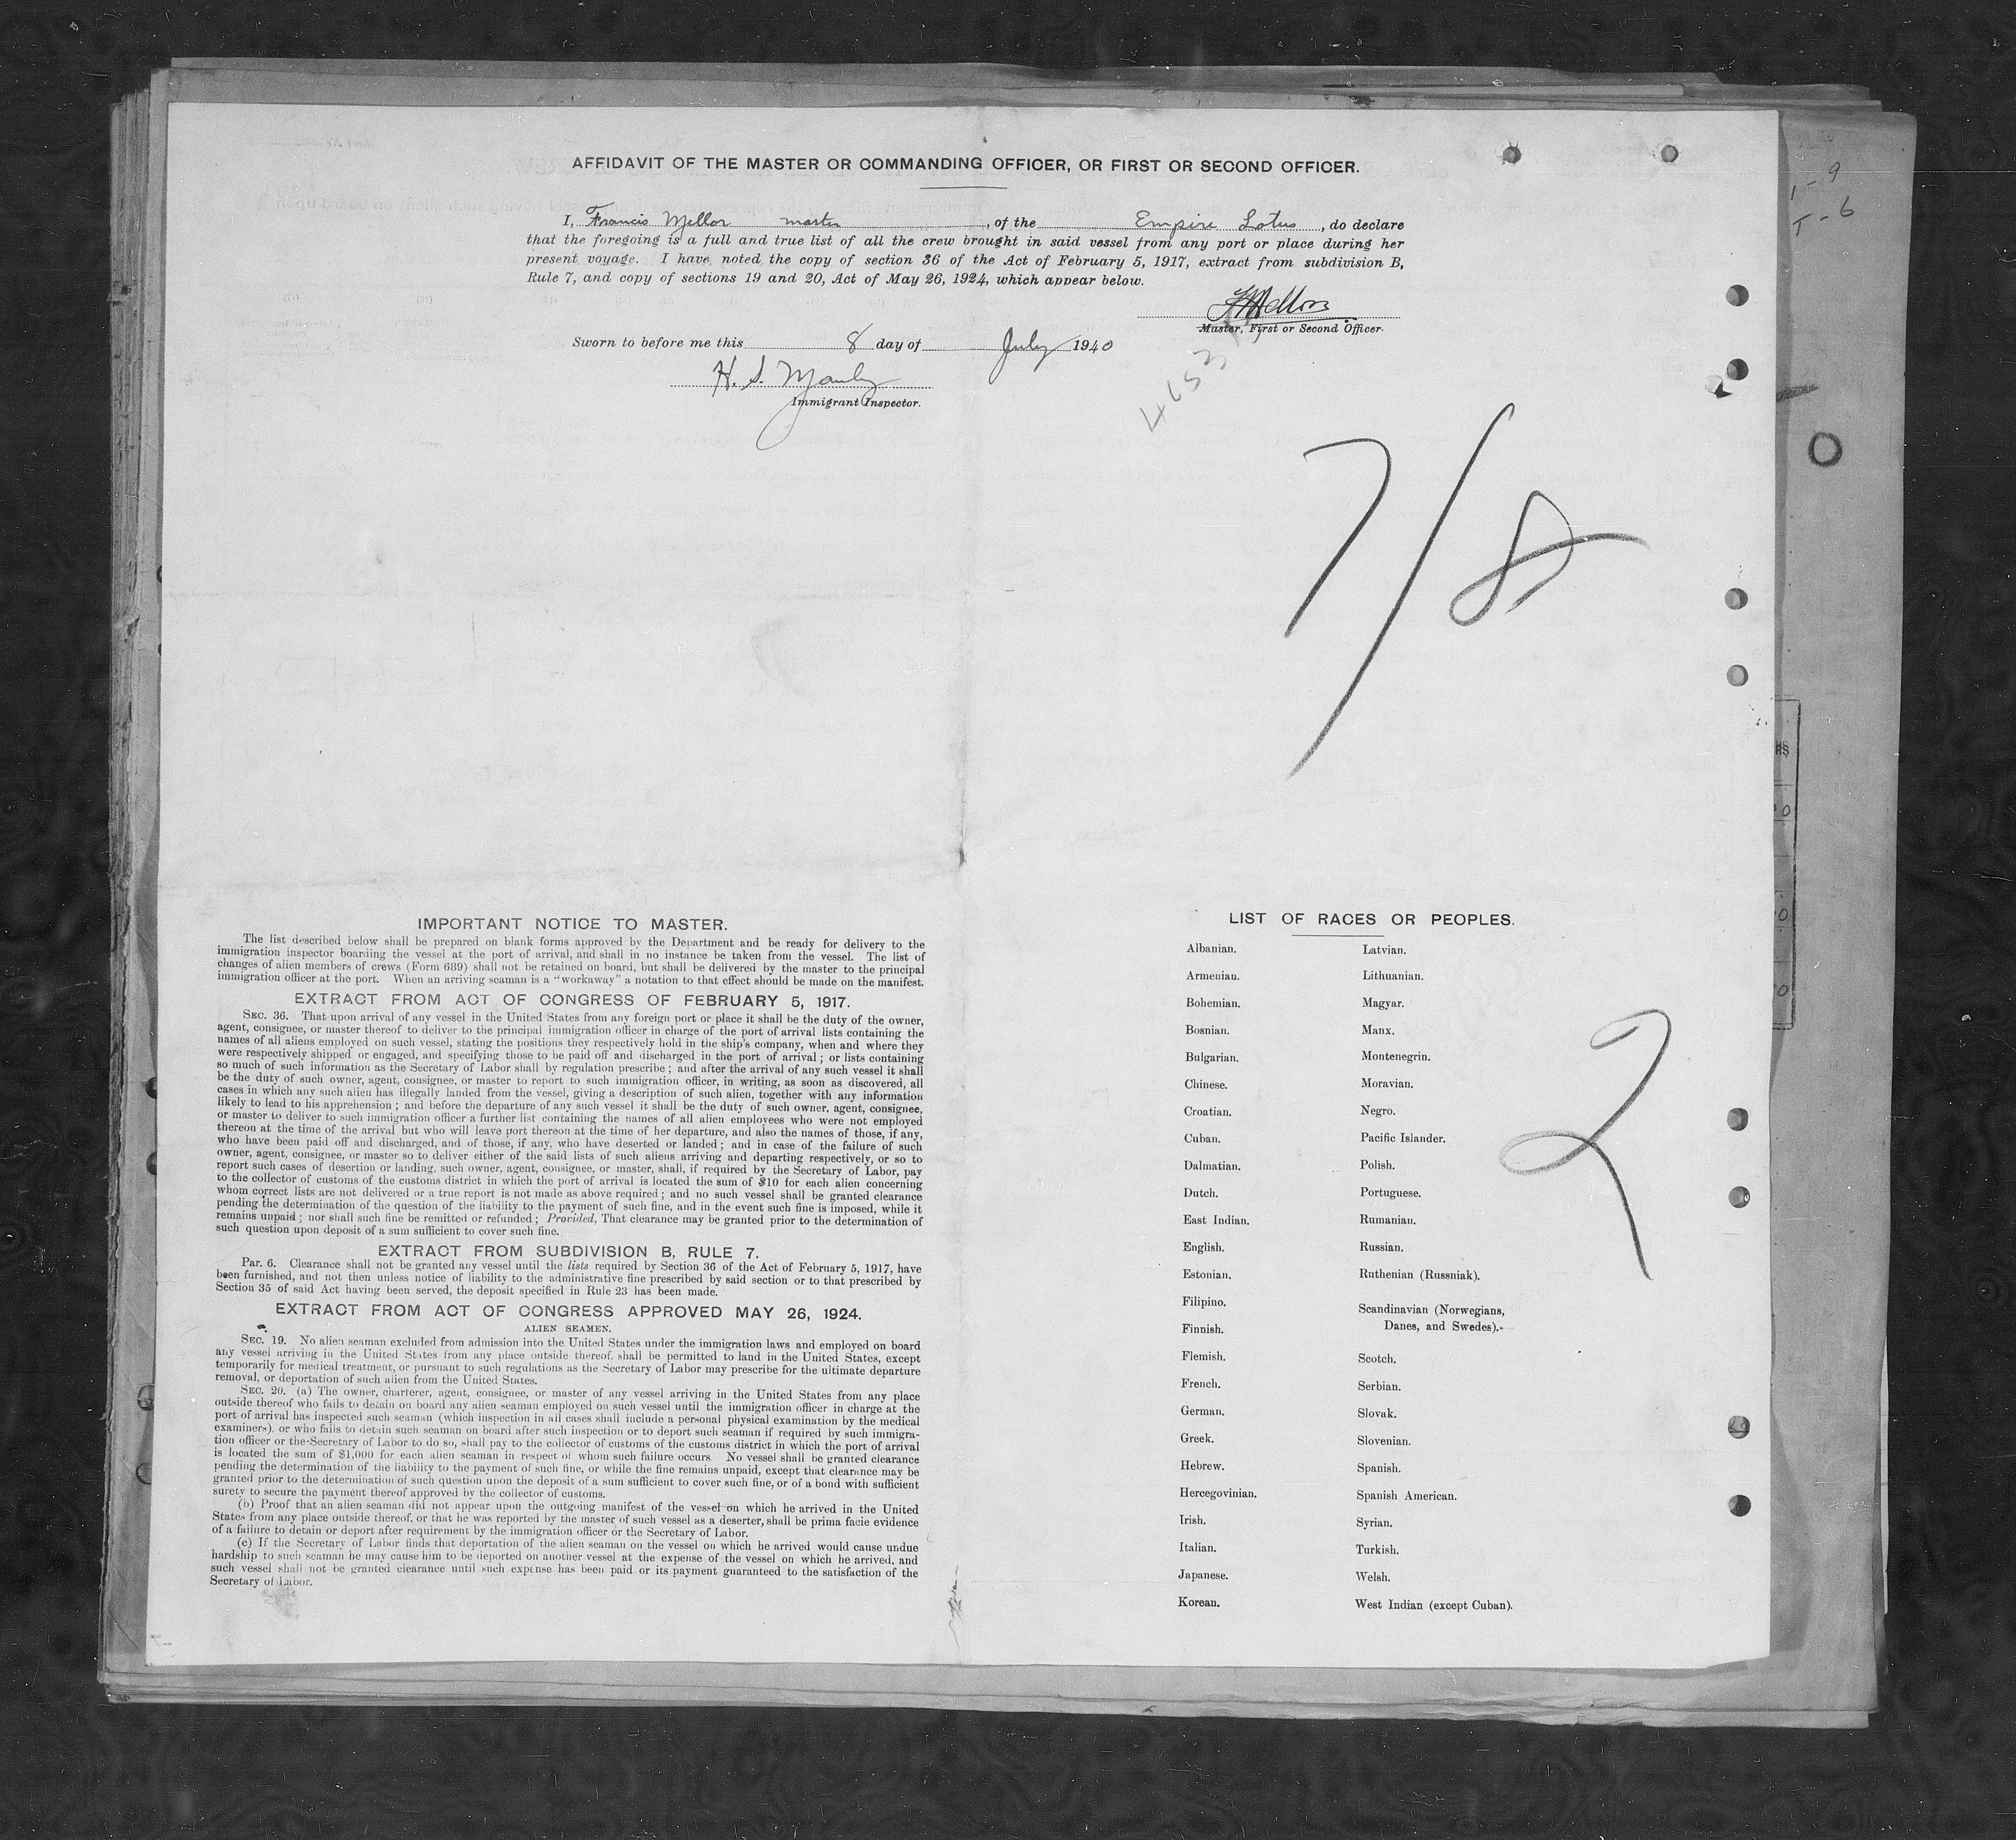 AFFIDAVIT OF THE MASTER OR COMMANDING OFFICER, OR FIRST OR SECOND OFFICER.
I, Francis Mellor master, of the Empire Lotus, do declare
that the foregoing is a full and true list of all the crew brought in said vessel from any port or place during her
present voyage. I have noted the copy of section 36 of the Act of February 5, 1917, extract from subdivision B,
Rule 7, and copy of sections 19 and 20, Act of May 26, 1924, which appear below.
F Mellor
Master, First or Second Officer.
Sworn to before me this 8 day of July 1940
H. S. Manly
Immigrant Inspector.
7/8
IMPORTANT NOTICE TO MASTER.
The list described below shall be prepared on blank forms approved by the Department and be ready for delivery to the
immigration inspector boarding the vessel at the port of arrival, and shall in no instance be taken from the vessel. The list of
changes of alien members of crews (Form 689) shall not be retained on board, but shall be delivered by the master to the principal
immigration officer at the port. When an arriving seaman is a "workaway" a notation to that effect should be made on the manifest.
EXTRACT FROM ACT OF CONGRESS OF FEBRUARY 5, 1917.
SEC. 36. That upon arrival of any vessel in the United States from any foreign port or place it shall be the duty of the owner,
agent, consignee, or master thereof to deliver to the principal immigration officer in charge of the port of arrival lists containing the
names of all aliens employed on such vessel, stating the positions they respectively hold in the ship's company, when and where they
were respectively shipped or engaged, and specifying those to be paid off and discharged in the port of arrival; or lists containing
so much of such information as the Secretary of Labor shall by regulation prescribe; and after the arrival of any such vessel it shall
be the duty of such owner, agent, consignee, or master to report to such immigration officer, in writing, as soon as discovered, all
cases in which any such alien has illegally landed from the vessel, giving a description of such alien, together with any information
likely to lead to his apprehension; and before the departure of any such vessel it shall be the duty of such owner, agent, consignee,
or master to deliver to such immigration officer a further list containing the names of all alien employees who were not employed
thereon at the time of the arrival but who will leave port thereon at the time of her departure, and also the names of those, if any,
who have been paid off and discharged, and of those, if any, who have deserted or landed; and in case of the failure of such
owner, agent, consignee, or master so to deliver either of the said lists of such aliens arriving and departing respectively, or so to
report such cases of desertion or landing, such owner, agent, consignee, or master, shall, if required by the Secretary of Labor, pay
to the collector of customs of the customs district in which the port of arrival is located the sum of $10 for each alien concerning
whom correct lists are not delivered or a true report is not made as above required; and no such vessel shall be granted clearance
pending the determination of the question of the liability to the payment of such fine, and in the event such fine is imposed, while it
remains unpaid; nor shall such fine be remitted or refunded; Provided, That clearance may be granted prior to the determination of
such question upon deposit of a sum sufficient to cover such fine.
EXTRACT FROM SUBDIVISION B, RULE 7.
Par. 6. Clearance shall not be granted any vessel until the lists required by Section 36 of the Act of February 5, 1917, have
been furnished, and not then unless notice of liability to the administrative fine prescribed by said section or to that prescribed by
Section 35 of said Act having been served, the deposit specified in Rule 23 has been made.
EXTRACT FROM ACT OF CONGRESS APPROVED MAY 26, 1924.
ALIEN SEAMEN.
SEC. 19. No alien seaman excluded from admission into the United States under the immigration laws and employed on board
any vessel arriving in the United States from any place outside thereof, shall be permitted to land in the United States, except
temporarily for medical treatment, or pursuant to such regulations as the Secretary of Labor may prescribe for the ultimate departure
removal, or deportation of such alien from the United States.
SEC. 20. (a) The owner, charterer, agent, consignee, or master of any vessel arriving in the United States from any place
outside thereof who fails to detain on board any alien seaman employed on such vessel until the immigration officer in charge at the
port of arrival has inspected such seaman (which inspection in all cases shall include a personal physical examination by the medical
examiners). or who fails to detain such seaman on board after such inspection or to deport such seaman if required by such immigra-
tion officer or the Secretary of Labor to do so, shall pay to the collector of customs of the customs district in which the port of arrival
is located the sum of $1,000 for each alien seaman in respect of whom such failure occurs. No vessel shall be granted clearance
pending the determination of the liability to the payment of such fine, or while the fine remains unpaid, except that clearance may be
granted prior to the determination of such question upon the deposit of a sum sufficient to cover such fine, or of a bond with sufficient
surety to secure the payment thereof approved by the collector of customs.
(b) Proof that an alien seaman did not appear upon the outgoing manifest of the vessel on which he arrived in the United
States from any place outside thereof, or that he was reported by the master of such vessel as a deserter, shall be prima facie evidence
of a failure to detain or deport after requirement by the immigration officer or the Secretary of Labor.
(c) If the Secretary of Labor finds that deportation of the alien seaman on the vessel on which he arrived would cause undue
hardship to such seaman he may cause him to be deported on another vessel at the expense of the vessel on which he arrived, and
such vessel shall not be granted clearance until such expense has been paid or its payment guaranteed to the satisfaction of the
Secretary of Labor.
LIST OF RACES OR PEOPLES.
Albanian.
Armenian.
Bohemian.
Bosnian.
Bulgarian.
Chinese.
Croatian.
Cuban.
Dalmatian.
Dutch.
East Indian.
English.
Estonian.
Filipino.
Finnish.
Flemish.
French.
German.
Greek.
Hebrew.
Hercegovinian.
Irish.
Italian.
Japanese.
Korean.
Latvian.
Lithuanian.
Magyar.
Manx.
Montenegrin.
Moravian.
Negro.
Pacific Islander.
Polish.
Portuguese.
Rumanian.
Russian.
Ruthenian (Russniak).
Scandinavian (Norwegians,
Danes, and Swedes).
Scotch.
Serbian.
Slovak.
Slovenian.
Spanish.
Spanish American.
Syrian.
Turkish.
Welsh.
West Indian (except Cuban).
2